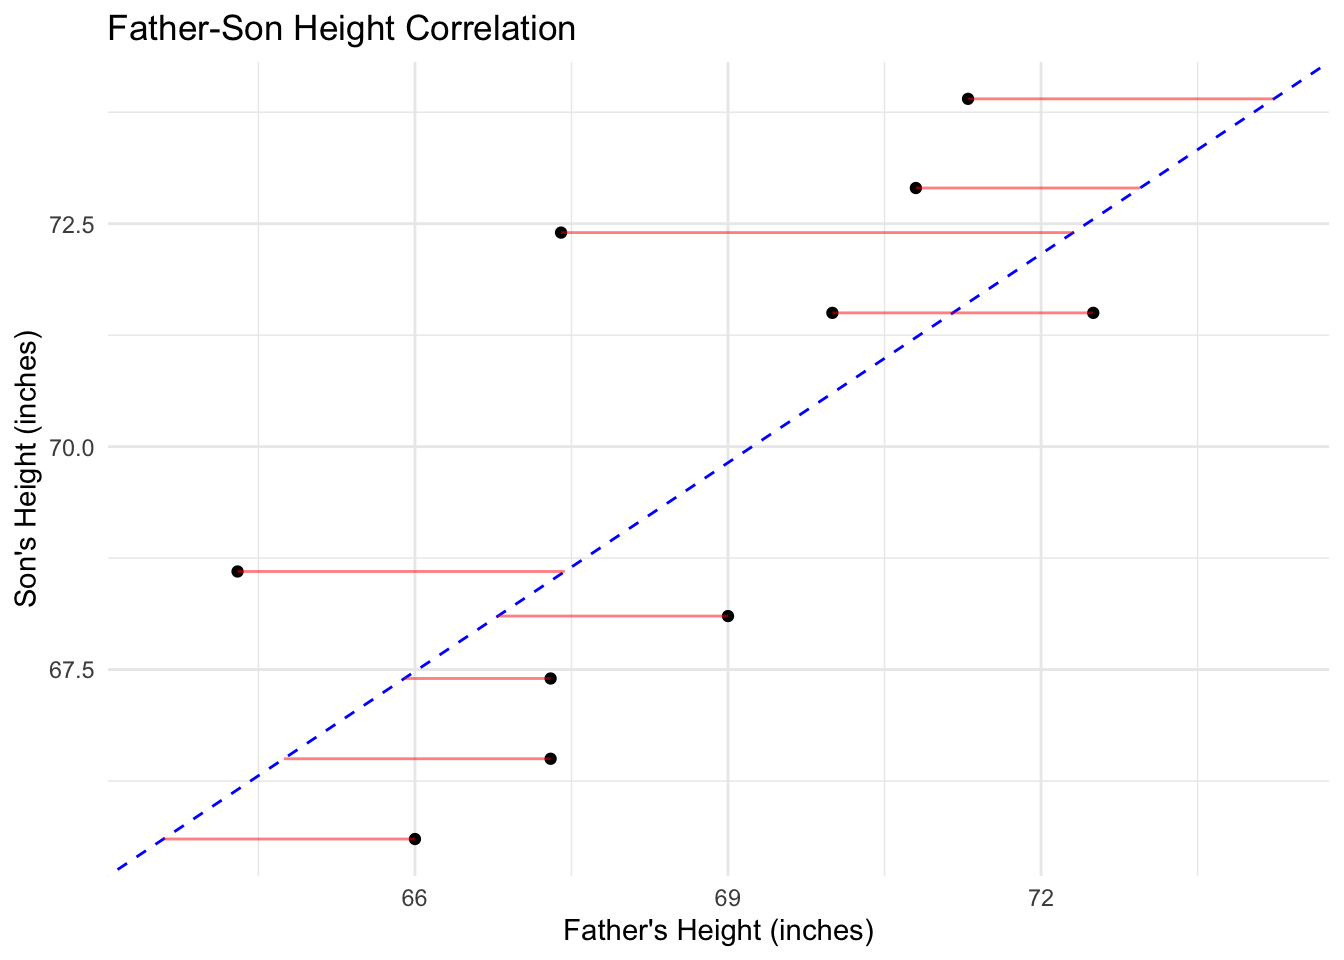 Father-Son Height Correlation
72.5
70.0
67.5
Son's Height (inches)
66
69
72
Father's Height (inches)